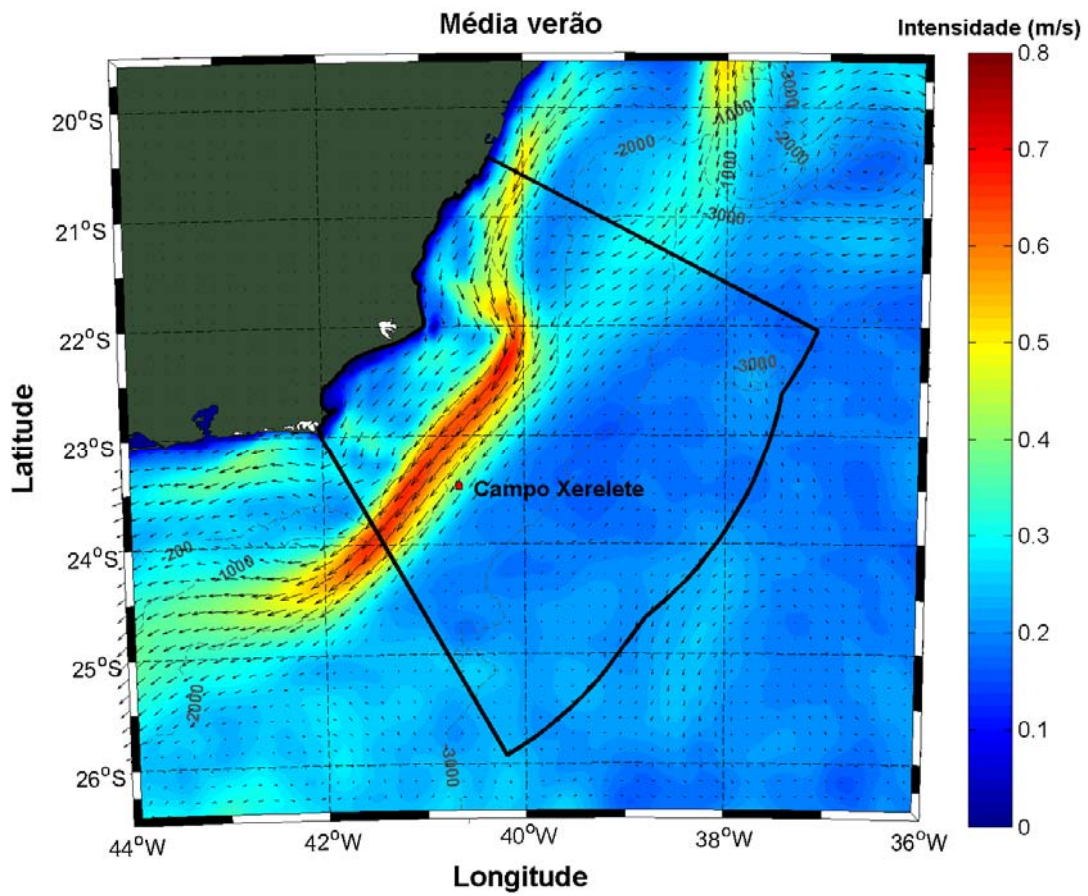 Média verão
Intensidade (m/s)
0.8
0.7
0.6
0.5
0.4
0.3
0.2
0.1
0
Latitude
20°S
21°S
22°S
23°S
24°S
25°S
26°S
-3000
-1000
-2000
-2000
-1000
-3000
-3000
Campo Xerelete
-200
-1000
-2000
-3000
44°W
42°W
40°W
38°W
36°W
Longitude